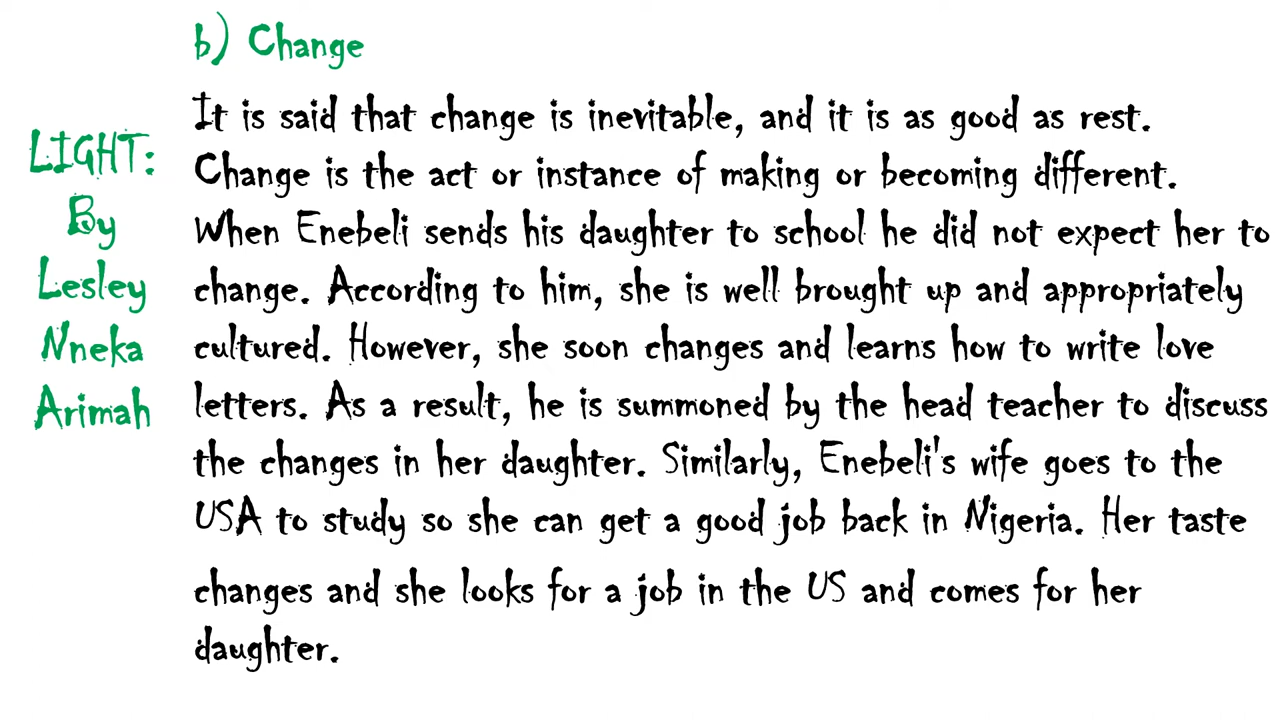 b) Change
LIGHT:
By
Lesley
Nneka
Arimah
It is said that change is inevitable, and it is as good as rest.
Change is the act or instance of making or becoming different.
When Enebeli sends his daughter to school he did not expect her to
change. According to him, she is well brought up and appropriately
cultured. However, she soon changes and learns how to write love
letters. As a result, he is summoned by the head teacher to discuss
the changes in her daughter. Similarly, Enebeli's wife goes to the
USA to study so she can get a good job back in Nigeria. Her taste
changes and she looks for a job in the US and comes for her
daughter.